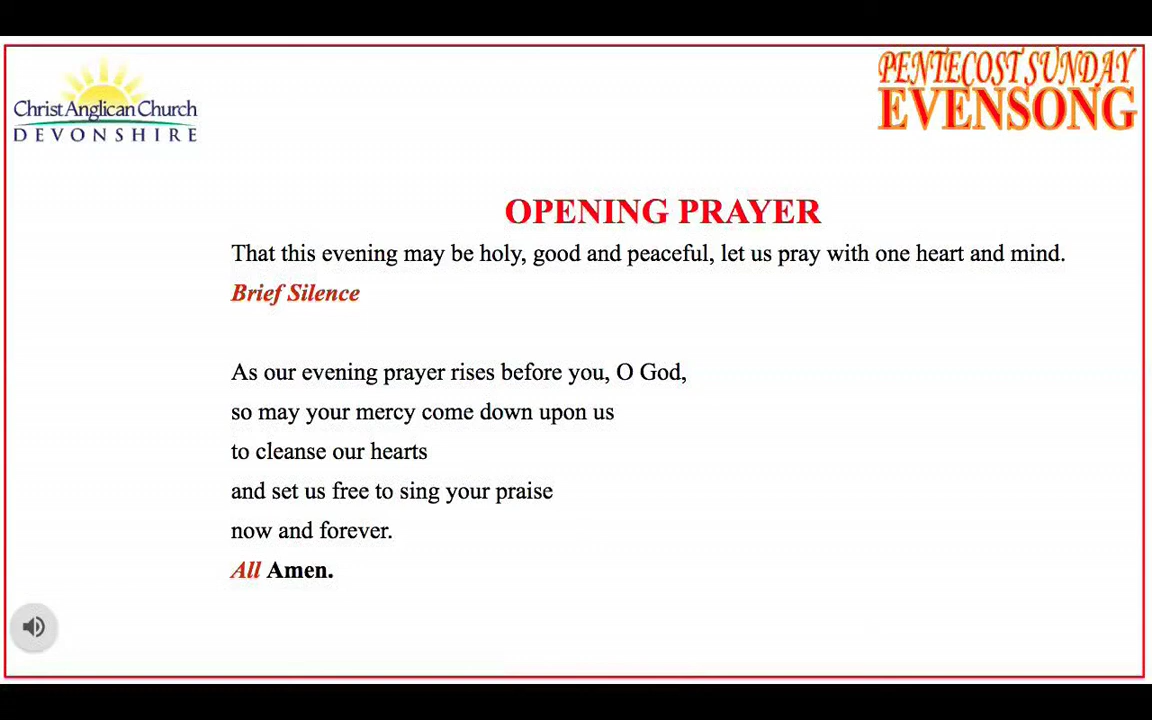 Christ Anglican Church
DEVONSHIRE
PENTECOST SUNDAY
EVENSONG
OPENING PRAYER
That this evening may be holy, good and peaceful, let us pray with one heart and mind.
Brief Silence
As our evening prayer rises before you, O God,
so may your mercy come down upon us
to cleanse our hearts
and set us free to sing your praise
now and forever.
All Amen.